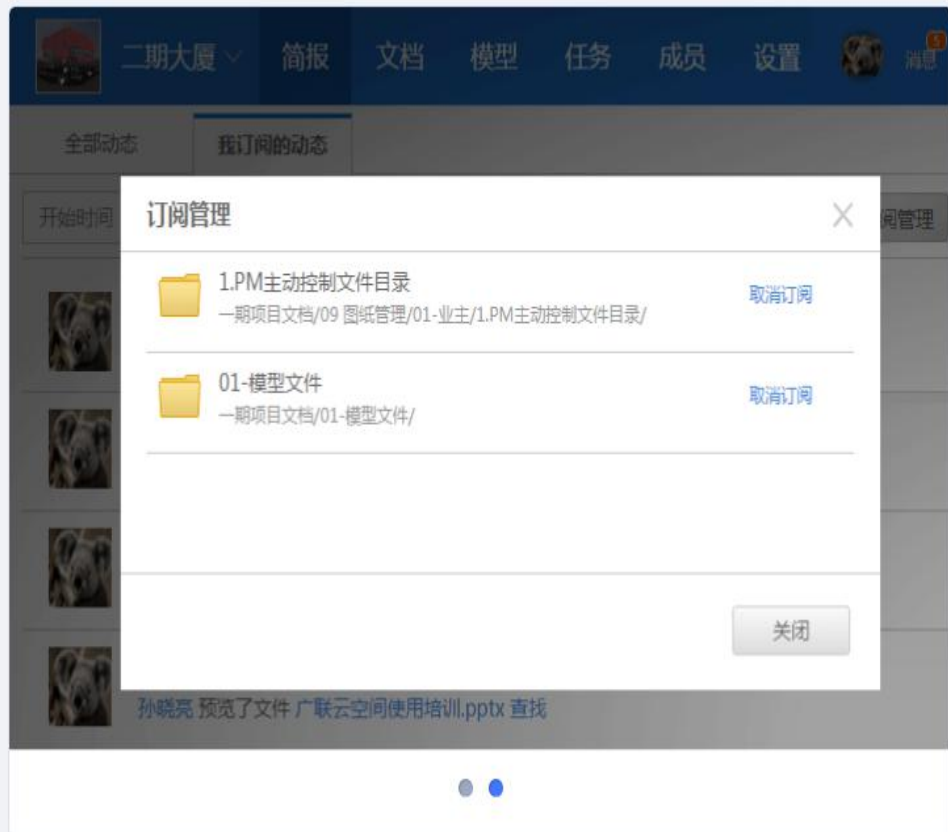 二期大厦 简报 文档 模型 任务 成员 设置 消息
全部动态 我订阅的动态
开始时间 阅管理
订阅管理
1.PM主动控制文件目录
一期项目文档/09 图纸管理/01-业主/1.PM主动控制文件目录/
取消订阅
01-模型文件
一期项目文档/01-模型文件/
取消订阅
关闭
孙晓亮 预览了文件 广联云空间使用培训.pptx 查找